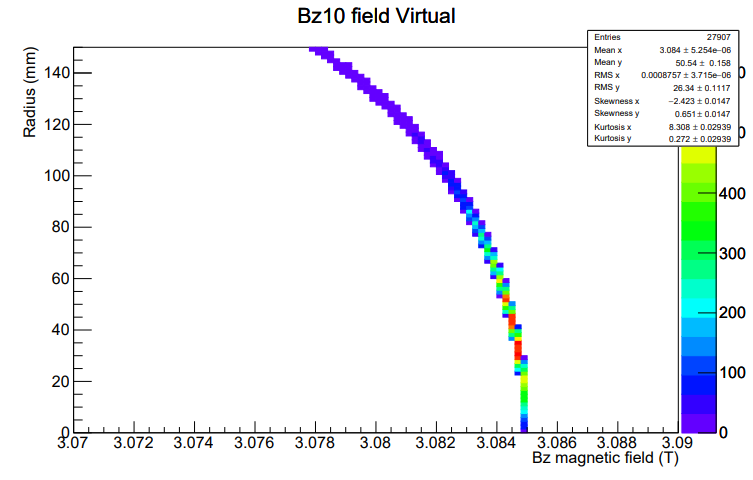 Bz10 field Virtual
Entries 27907
Mean x 3.084 ± 5.254e-06
Mean y 50.54 ± 0.158
RMS x 0.0008757 ± 3.715e-06
RMS y 26.34 ± 0.1117
Skewness x −2.423 ± 0.0147
Skewness y 0.651 ± 0.0147
Kurtosis x 8.308 ± 0.02939
Kurtosis y 0.272 ± 0.02939
Radius (mm)
140
120
100
80
60
40
20
0
3.07 3.072 3.074 3.076 3.078 3.08 3.082 3.084 3.086 3.088 3.09
Bz magnetic field (T)
0
0
400
300
200
100
0